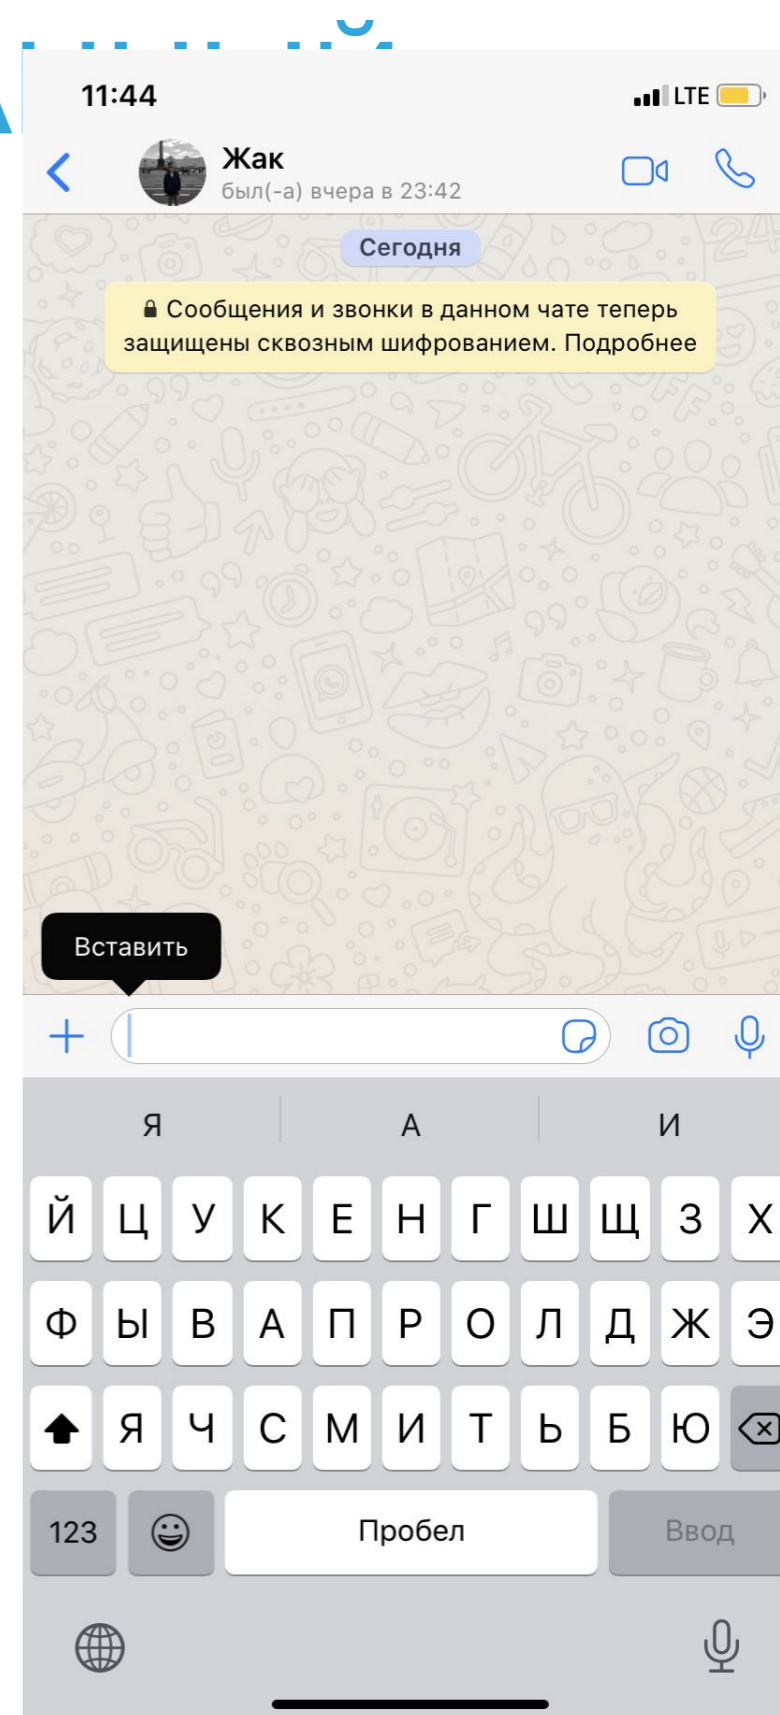 11:44 LTE
Жак
был(-а) вчера в 23:42
Сегодня
Сообщения и звонки в данном чате теперь
защищены сквозным шифрованием. Подробнее
Вставить
Я А И
Й Ц У К Е Н Г Ш Щ З Х
Ф Ы В А П Р О Л Д Ж Э
Я Ч С М И Т Ь Б Ю
123 Пробел Ввод